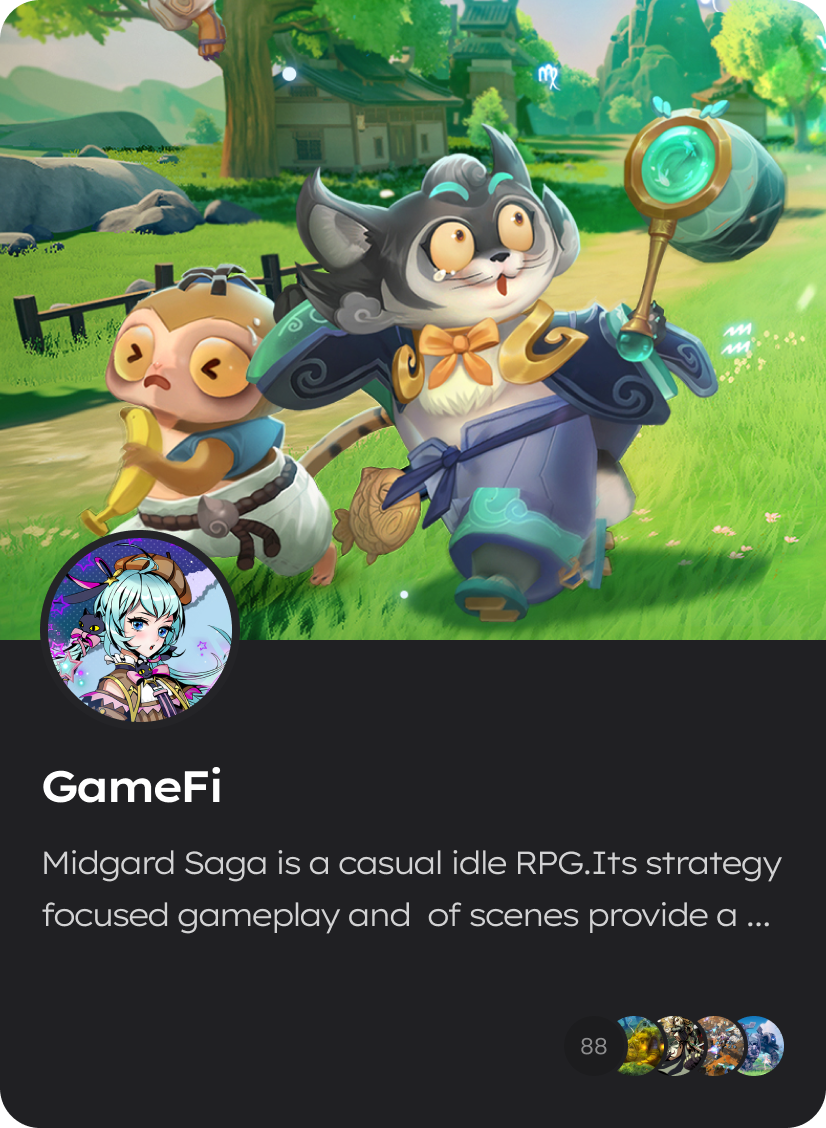 GameFi
Midgard Saga is a casual idle RPG.Its strategy
focused gameplay and  of scenes provide a ...
88